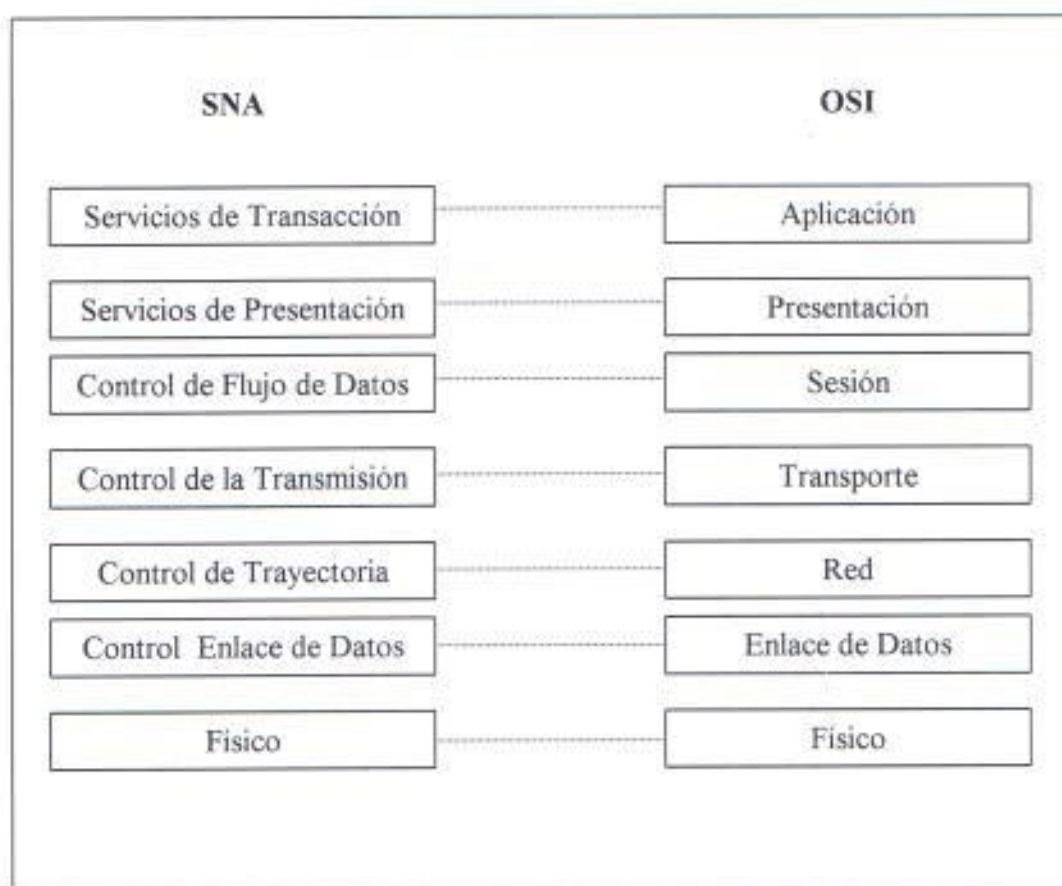 SNA OSI
Servicios de Transacción Aplicación
Servicios de Presentación Presentación
Control de Flujo de Datos Sesión
Control de la Transmisión Transporte
Control de Trayectoria Red
Control Enlace de Datos Enlace de Datos
Físico Físico